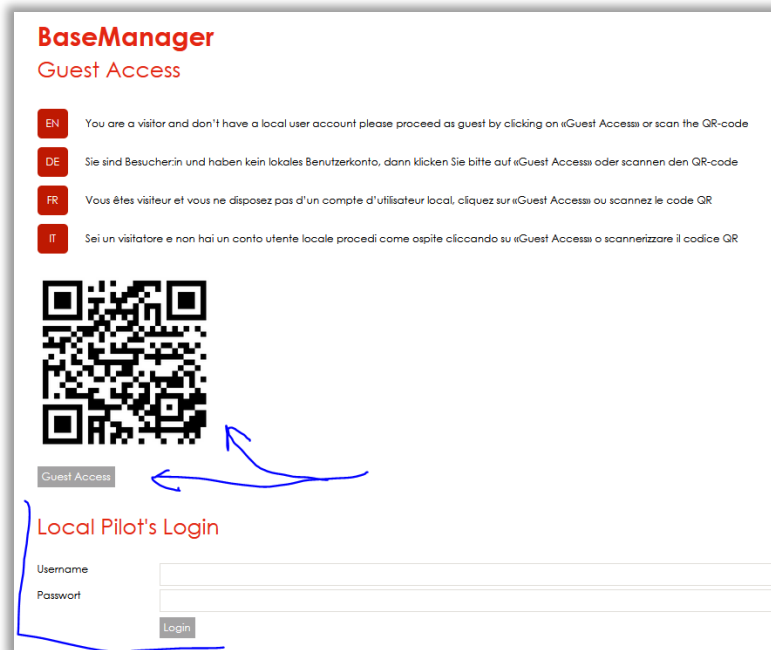 BaseManager
Guest Access
EN You are a visitor and don't have a local user account please proceed as guest by clicking on «Guest Access» or scan the QR-code
DE Sie sind Besucher:in und haben kein lokales Benutzerkonto, dann klicken Sie bitte auf «Guest Access» oder scannen den QR-code
FR Vous êtes visiteur et vous ne disposez pas d'un compte d'utilisateur local, cliquez sur «Guest Access» ou scannez le code QR
IT Sei un visitatore e non hai un conto utente locale procedi come ospite cliccando su «Guest Access» o scannerizzare il codice QR
Guest Access
Local Pilot's Login
Username
Passwort
Login